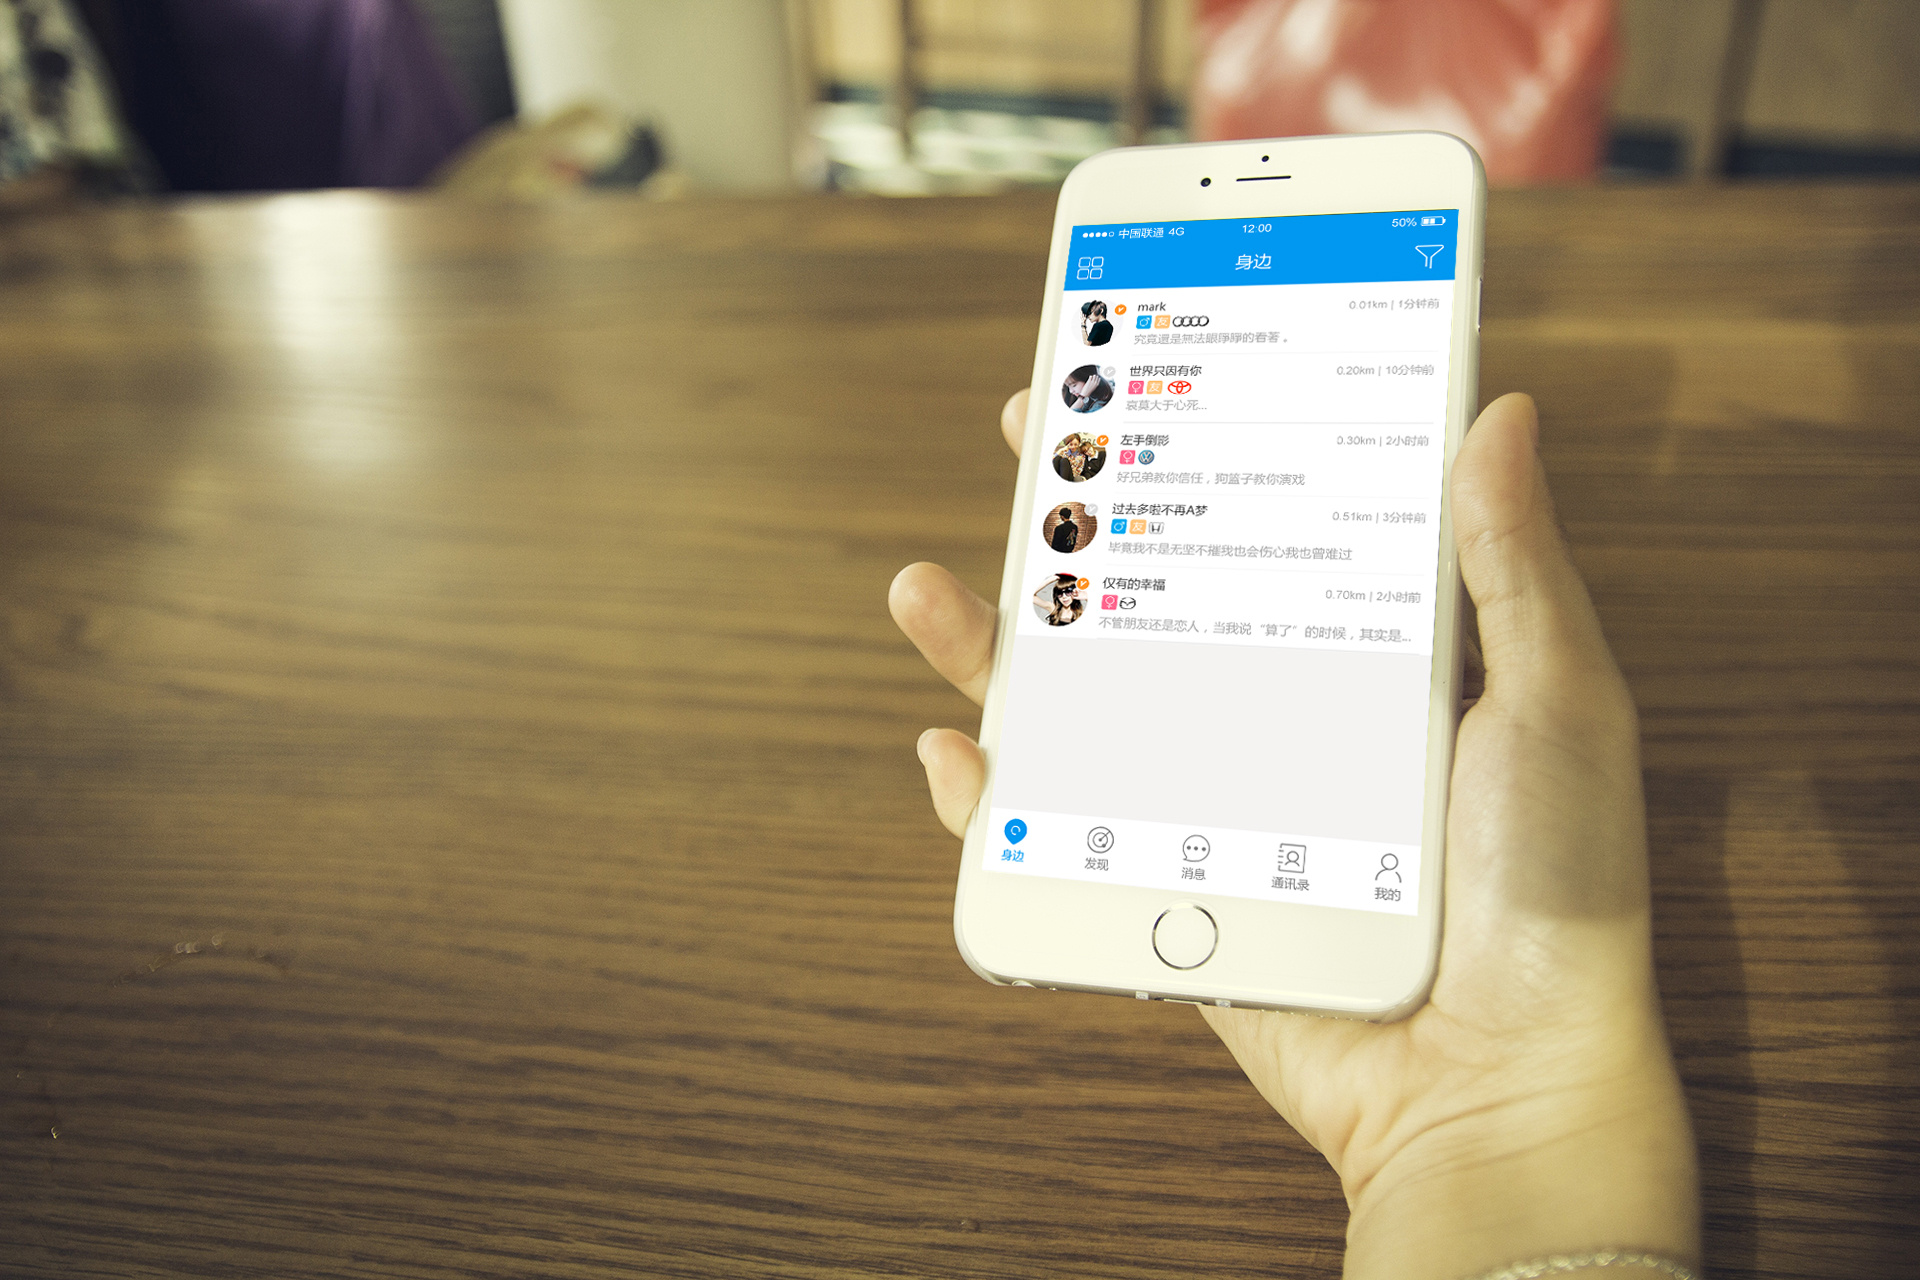 中国联通 4G 12:00 50%
身边
mark 0.01km | 1分钟前
友
究竟還是無法眼睜睜的看著。
世界只因有你 0.20km | 10分钟前
友
哀莫大于心死...
左手倒影 0.30km | 2小时前
好兄弟教你信任，狗篮子教你演戏
过去多啦不再A梦 0.51km | 3分钟前
友
毕竟我不是无坚不摧我也会伤心我也曾难过
仅有的幸福 0.70km | 2小时前
不管朋友还是恋人，当我说“算了”的时候，其实是...
身边 发现 消息 通讯录 我的